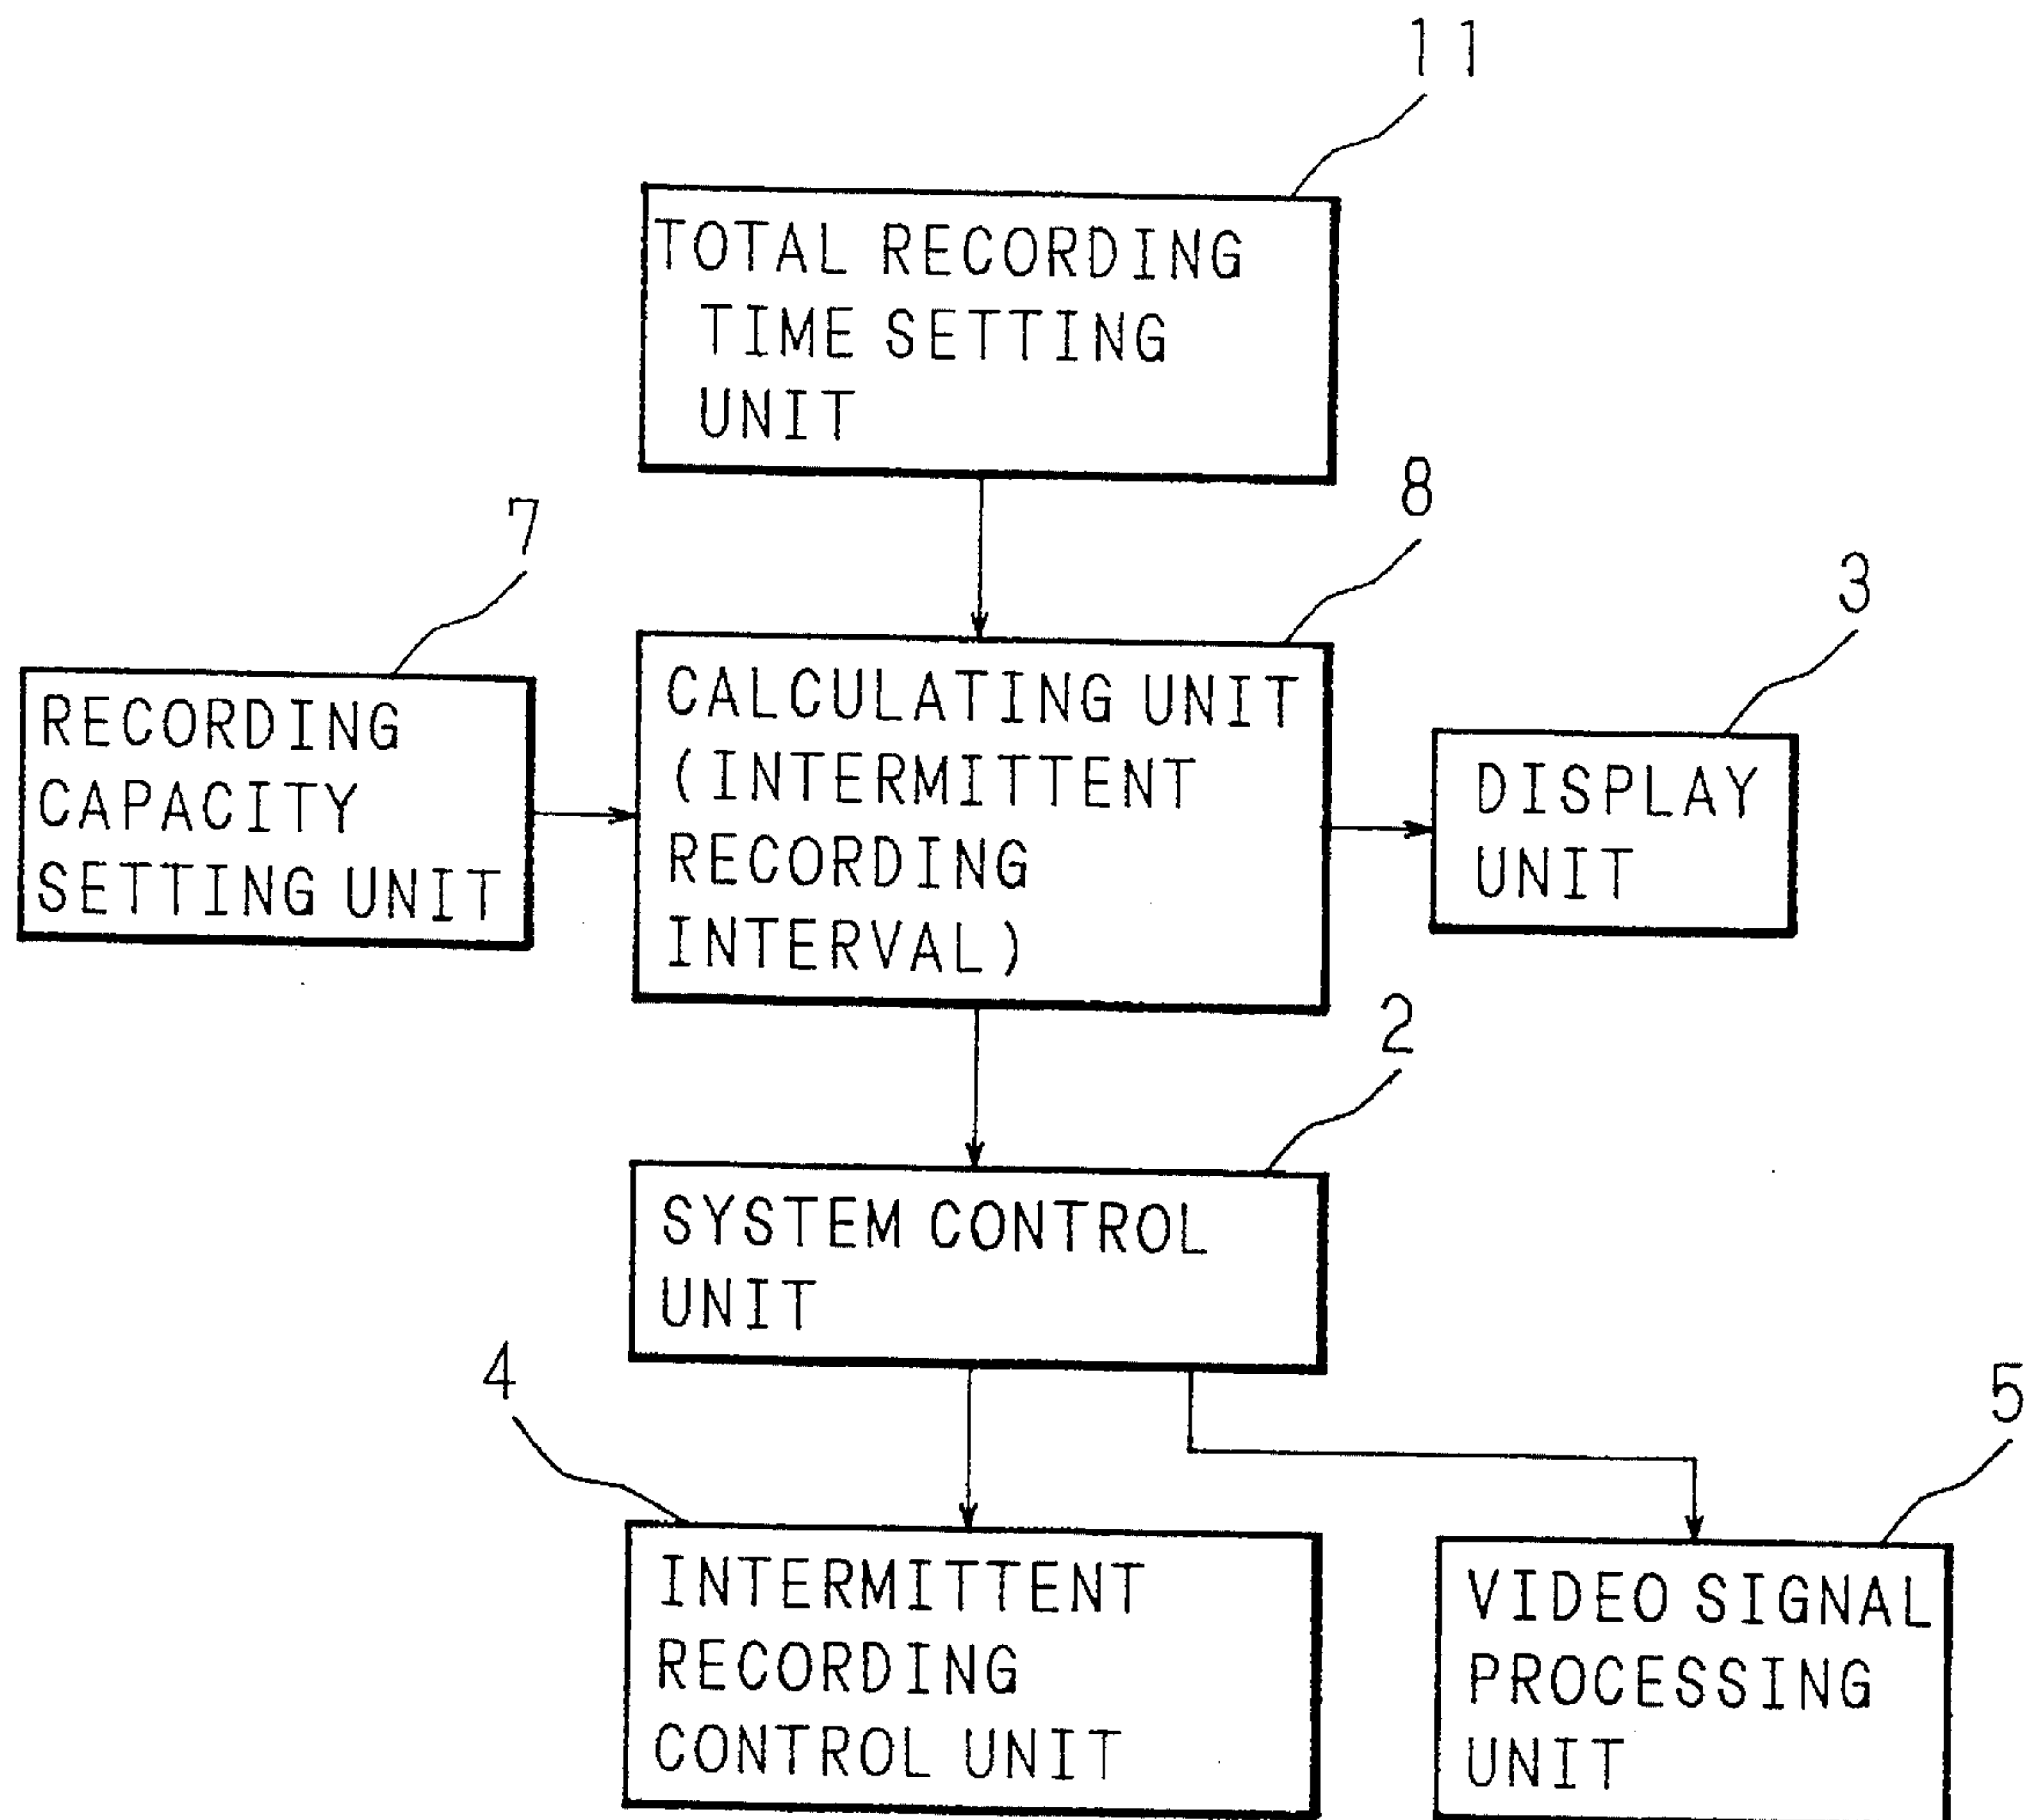 11
TOTAL RECORDING
TIME SETTING
UNIT
7
RECORDING
CAPACITY
SETTING UNIT
8
CALCULATING UNIT
(INTERMITTENT
RECORDING
INTERVAL)
3
DISPLAY
UNIT
2
SYSTEM CONTROL
UNIT
4
INTERMITTENT
RECORDING
CONTROL UNIT
5
VIDEO SIGNAL
PROCESSING
UNIT